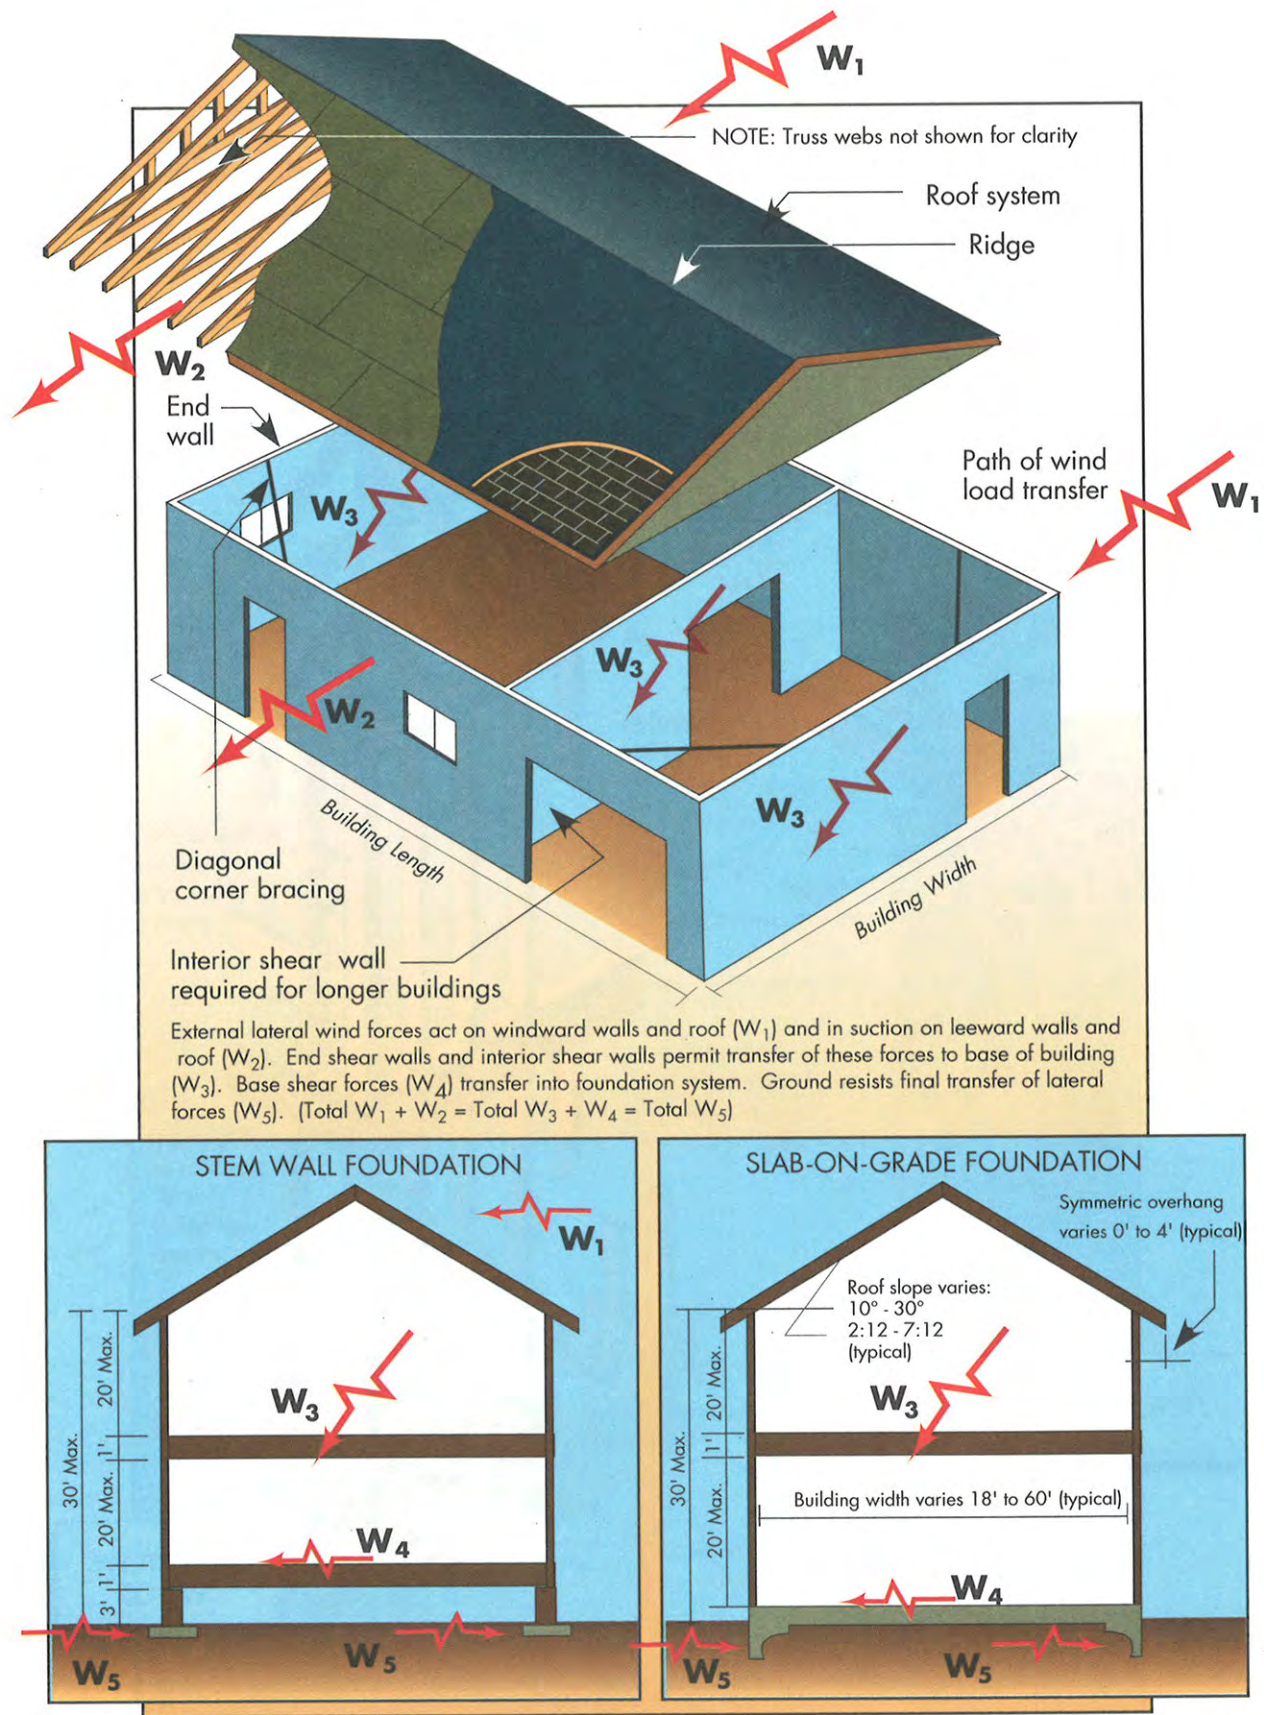 W1
NOTE: Truss webs not shown for clarity
Roof system
Ridge
W2
End
wall
Path of wind
load transfer
W1
W3
W3
W2
W3
Building Length
Building Width
Diagonal
corner bracing
Interior shear wall
required for longer buildings
External lateral wind forces act on windward walls and roof (W1) and in suction on leeward walls and
roof (W2). End shear walls and interior shear walls permit transfer of these forces to base of building
(W3). Base shear forces (W4) transfer into foundation system. Ground resists final transfer of lateral
forces (W5). (Total W1 + W2 = Total W3 + W4 = Total W5)
STEM WALL FOUNDATION
W1
W3
W4
W5
W5
30' Max.
20' Max.
1'
20' Max.
1'
3'
SLAB-ON-GRADE FOUNDATION
Symmetric overhang
varies 0' to 4' (typical)
Roof slope varies:
10° - 30°
2:12 - 7:12
(typical)
W3
Building width varies 18' to 60' (typical)
W4
W5
W5
30' Max.
20' Max.
1'
20' Max.